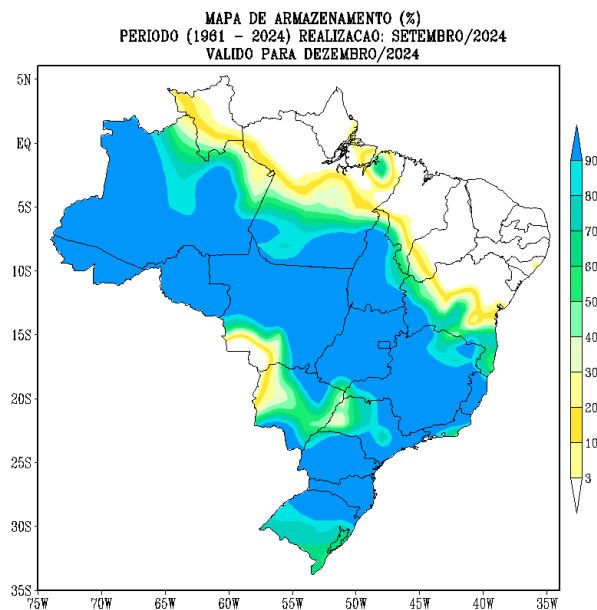 MAPA DE ARMAZENAMENTO (%)
PERIODO (1961 - 2024) REALIZACAO: SETEMBRO/2024
VALIDO PARA DEZEMBRO/2024
5N
EQ
5S
10S
15S
20S
25S
30S
35S
75W 70W 65W 60W 55W 50W 45W 40W 35W
90
80
70
60
50
40
30
20
10
3